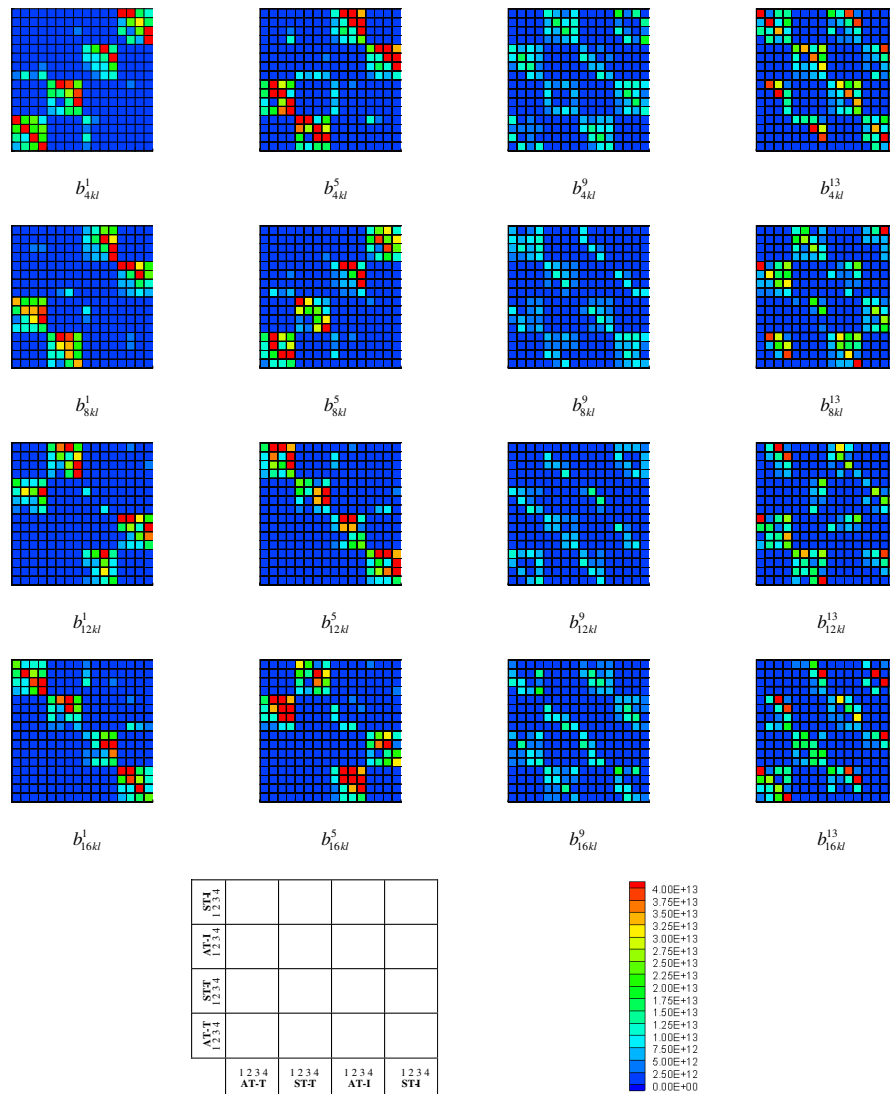 b^1_{4kl} b^5_{4kl} b^9_{4kl} b^{13}_{4kl}
b^1_{8kl} b^5_{8kl} b^9_{8kl} b^{13}_{8kl}
b^1_{12kl} b^5_{12kl} b^9_{12kl} b^{13}_{12kl}
b^1_{16kl} b^5_{16kl} b^9_{16kl} b^{13}_{16kl}
ST-I
1 2 3 4
AT-I
1 2 3 4
ST-T
1 2 3 4
AT-T
1 2 3 4
1 2 3 4 1 2 3 4 1 2 3 4 1 2 3 4
AT-T ST-T AT-I ST-I
4.00E+13
3.75E+13
3.50E+13
3.25E+13
3.00E+13
2.75E+13
2.50E+13
2.25E+13
2.00E+13
1.75E+13
1.50E+13
1.25E+13
1.00E+13
7.50E+12
5.00E+12
2.50E+12
0.00E+00